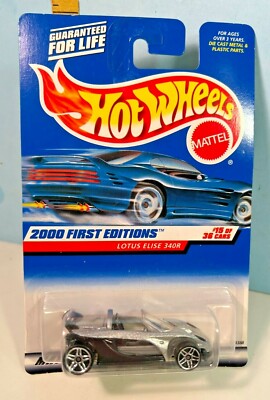 GUARANTEED
FOR LIFE
FOR AGES
OVER 3 YEARS.
DIE CAST METAL &
PLASTIC PARTS.
Hot Wheels
MATTEL
2000 FIRST EDITIONS™
LOTUS ELISE 340R
#15 OF
36 CARS